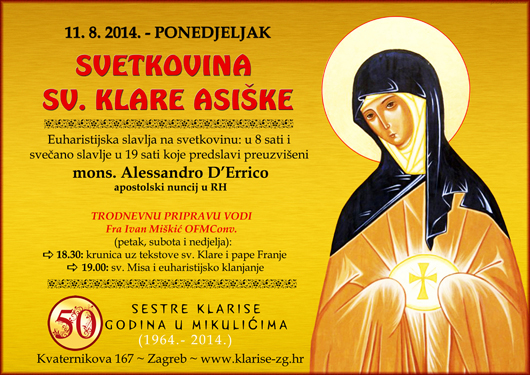 11. 8. 2014. - PONEDJELJAK
SVETKOVINA
SV. KLARE ASIŠKE
Euharistijska slavlja na svetkovinu: u 8 sati i
svečano slavlje u 19 sati koje predslavi preuzvišeni
mons. Alessandro D'Errico
apostolski nuncij u RH
TRODNEVNU PRIPRAVU VODI
Fra Ivan Miškić OFMConv.
(petak, subota i nedjelja):
➩ 18.30: krunica uz tekstove sv. Klare i pape Franje
➩ 19.00: sv. Misa i euharistijsko klanjanje
50
SESTRE KLARISE
GODINA U MIKULIĆIMA
(1964.- 2014.)
Kvaternikova 167 ~ Zagreb ~ www.klarise-zg.hr